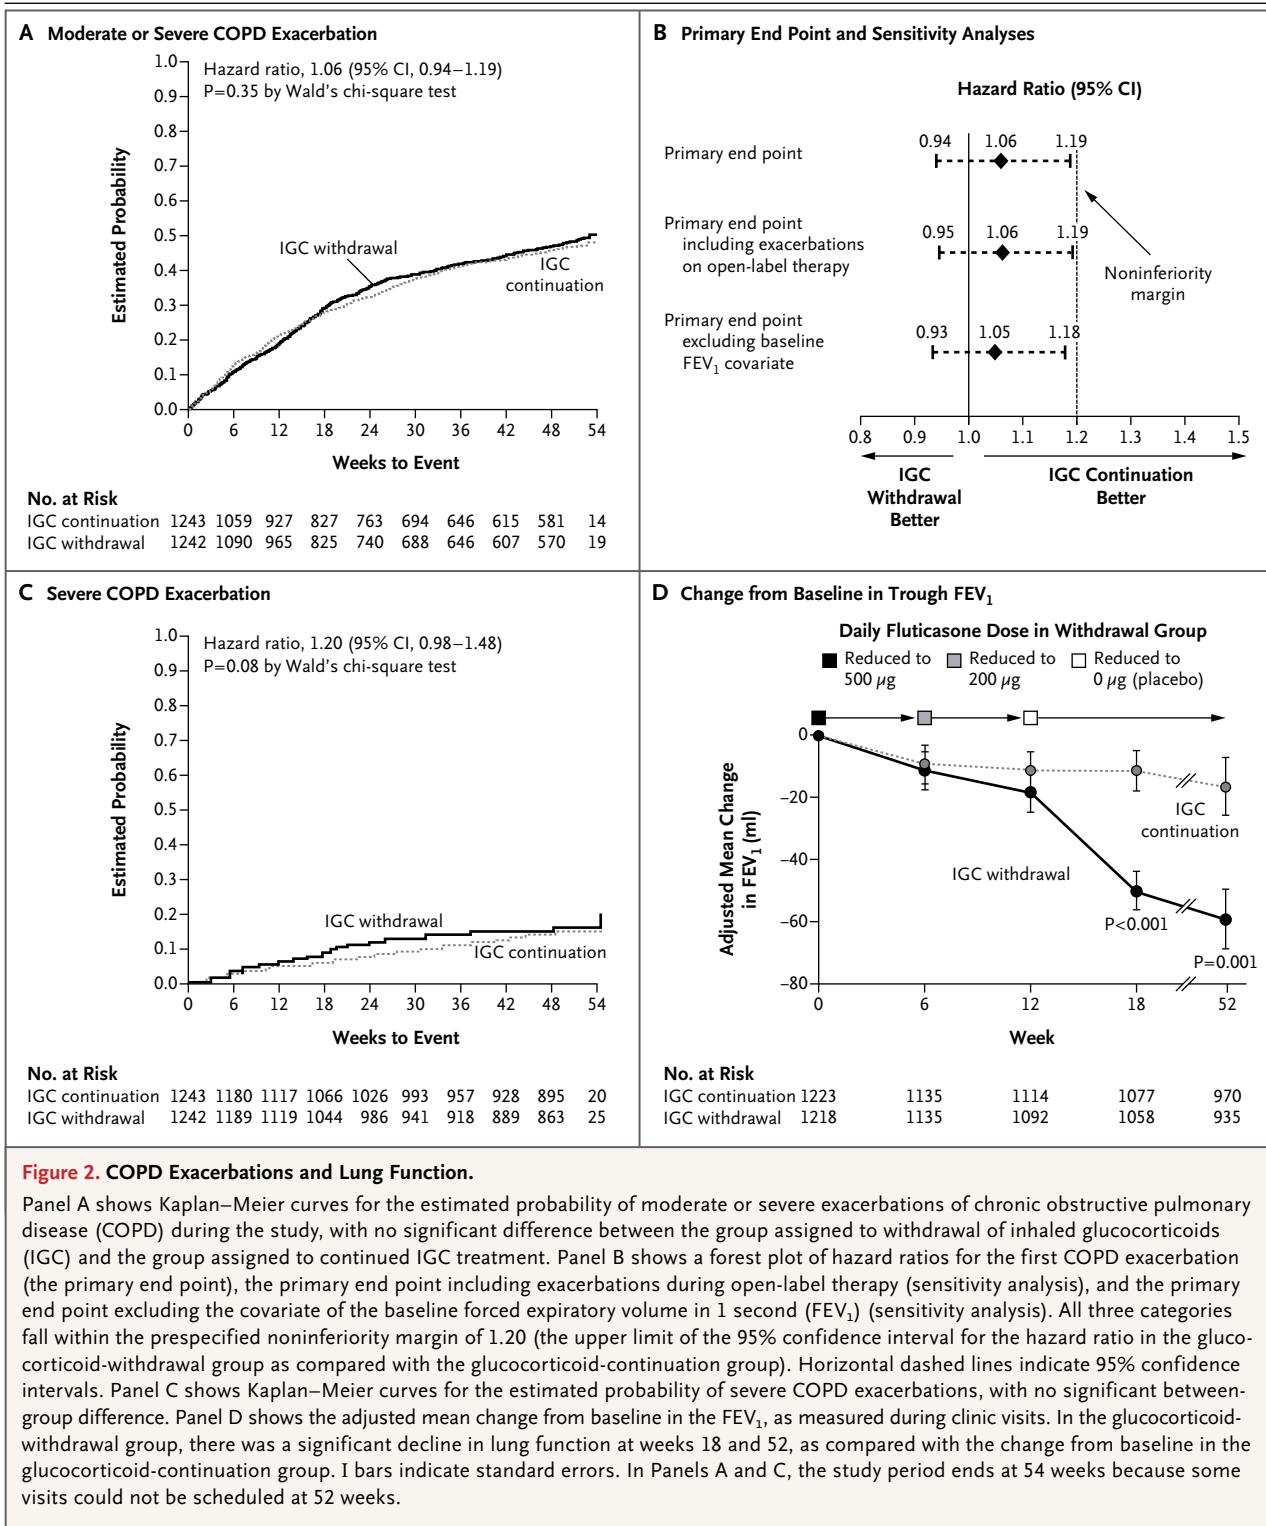 A Moderate or Severe COPD Exacerbation
Hazard ratio, 1.06 (95% CI, 0.94–1.19)
P=0.35 by Wald's chi-square test
Estimated Probability
1.0
0.9
0.8
0.7
0.6
0.5
0.4
0.3
0.2
0.1
0.0
IGC withdrawal
IGC
continuation
0 6 12 18 24 30 36 42 48 54
Weeks to Event
No. at Risk
IGC continuation 1243 1059 927 827 763 694 646 615 581 14
IGC withdrawal 1242 1090 965 825 740 688 646 607 570 19
B Primary End Point and Sensitivity Analyses
Hazard Ratio (95% CI)
Primary end point
0.94 1.06 1.19
Primary end point
including exacerbations
on open-label therapy
0.95 1.06 1.19
Noninferiority
margin
Primary end point
excluding baseline
FEV₁ covariate
0.93 1.05 1.18
0.8 0.9 1.0 1.1 1.2 1.3 1.4 1.5
IGC
Withdrawal
Better
IGC Continuation
Better
C Severe COPD Exacerbation
Hazard ratio, 1.20 (95% CI, 0.98–1.48)
P=0.08 by Wald's chi-square test
Estimated Probability
1.0
0.9
0.8
0.7
0.6
0.5
0.4
0.3
0.2
0.1
0.0
IGC withdrawal
IGC continuation
0 6 12 18 24 30 36 42 48 54
Weeks to Event
No. at Risk
IGC continuation 1243 1180 1117 1066 1026 993 957 928 895 20
IGC withdrawal 1242 1189 1119 1044 986 941 918 889 863 25
D Change from Baseline in Trough FEV₁
Daily Fluticasone Dose in Withdrawal Group
Reduced to
500 µg
Reduced to
200 µg
Reduced to
0 µg (placebo)
Adjusted Mean Change
in FEV₁ (ml)
0
−20
−40
−60
−80
IGC
continuation
IGC withdrawal
P<0.001
P=0.001
0 6 12 18 52
Week
No. at Risk
IGC continuation 1223 1135 1114 1077 970
IGC withdrawal 1218 1135 1092 1058 935
Figure 2. COPD Exacerbations and Lung Function.
Panel A shows Kaplan–Meier curves for the estimated probability of moderate or severe exacerbations of chronic obstructive pulmonary
disease (COPD) during the study, with no significant difference between the group assigned to withdrawal of inhaled glucocorticoids
(IGC) and the group assigned to continued IGC treatment. Panel B shows a forest plot of hazard ratios for the first COPD exacerbation
(the primary end point), the primary end point including exacerbations during open-label therapy (sensitivity analysis), and the primary
end point excluding the covariate of the baseline forced expiratory volume in 1 second (FEV₁) (sensitivity analysis). All three categories
fall within the prespecified noninferiority margin of 1.20 (the upper limit of the 95% confidence interval for the hazard ratio in the gluco-
corticoid-withdrawal group as compared with the glucocorticoid-continuation group). Horizontal dashed lines indicate 95% confidence
intervals. Panel C shows Kaplan–Meier curves for the estimated probability of severe COPD exacerbations, with no significant between-
group difference. Panel D shows the adjusted mean change from baseline in the FEV₁, as measured during clinic visits. In the glucocorticoid-
withdrawal group, there was a significant decline in lung function at weeks 18 and 52, as compared with the change from baseline in the
glucocorticoid-continuation group. I bars indicate standard errors. In Panels A and C, the study period ends at 54 weeks because some
visits could not be scheduled at 52 weeks.